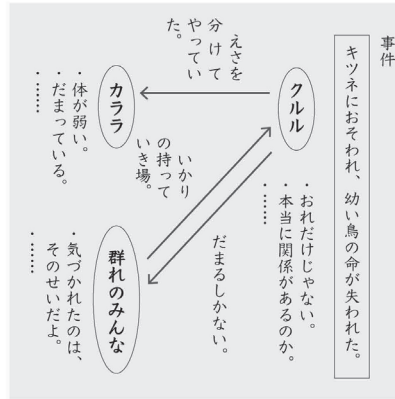 事件
キツネにおそわれ、幼い鳥の命が失われた。
クルル
・おれだけじゃない。
・本当に関係があるのか。
・……
えさを
分けて
やってい
た。
カララ
・体が弱い。
・だまっている。
・……
いかり
の持って
いき場。
だまるしかない。
群れのみんな
・気づかれたのは、
そのせいだよ。
・……